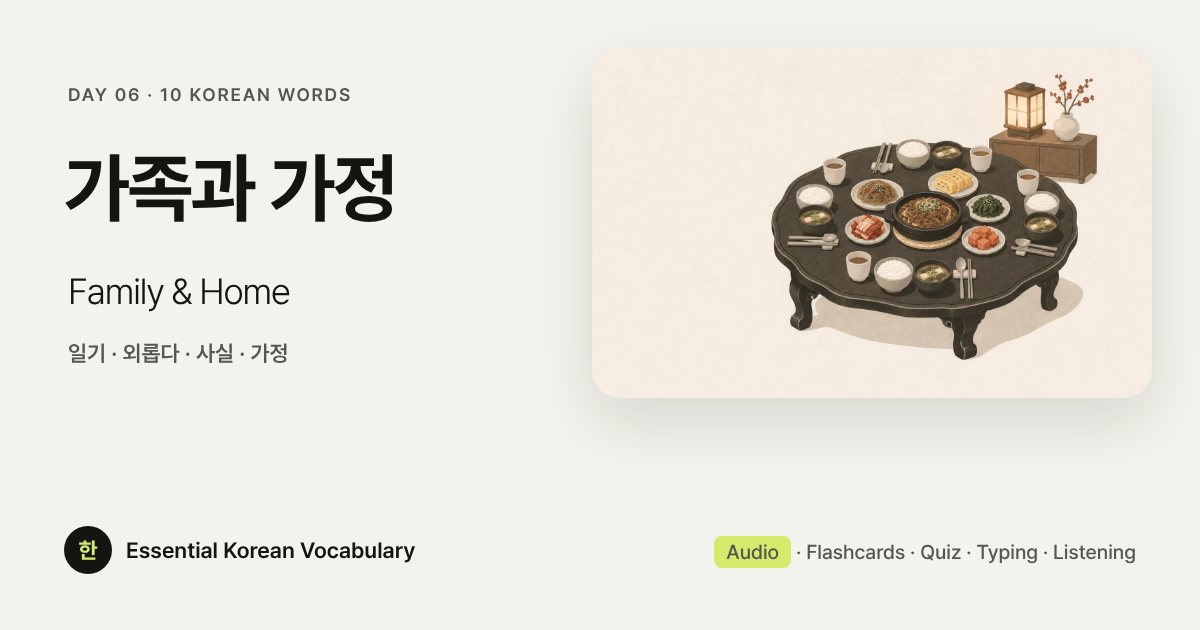 DAY 06 · 10 KOREAN WORDS
가족과 가정
Family & Home
일기 · 외롭다 · 사실 · 가정
한 Essential Korean Vocabulary
Audio · Flashcards · Quiz · Typing · Listening